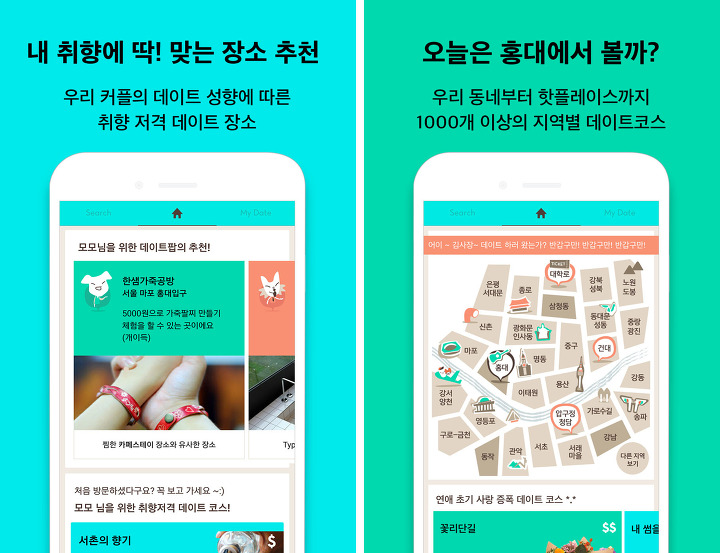 내 취향에 딱! 맞는 장소 추천
우리 커플의 데이트 성향에 따른
취향 저격 데이트 장소
Search
My Date
모모님을 위한 데이트팝의 추천!
한샘가죽공방
서울 마포 홍대입구
5000원으로 가죽팔찌 만들기
체험을 할 수 있는 곳이에요
(개이득)
찜한 카페스테이 장소와 유사한 장소
Typ
처음 방문하셨다구요? 꼭 보고 가세요 ~:)
모모 님을 위한 취향저격 데이트 코스!
서촌의 향기
$
오늘은 홍대에서 볼까?
우리 동네부터 핫플레이스까지
1000개 이상의 지역별 데이트코스
Search
My Date
어이 ~ 김사장~ 데이트 하러 왔는가? 반갑구만! 반갑구만! 반갑구만!
은평
서대문
종로
TICKET
대학로
강북
성북
노원
도봉
삼청동
신촌
광화문
인사동
동대문
성동
중랑
광진
마포
홍대
명동
중구
건대
강서
양천
이태원
용산
강동
영등포
압구정
청담
가로수길
송파
구로·금천
동작
관악
서초
서래
마을
강남
다른 지역
보기
연애 초기 사랑 증폭 데이트 코스 *.*
꽃리단길
$$
내 썸을